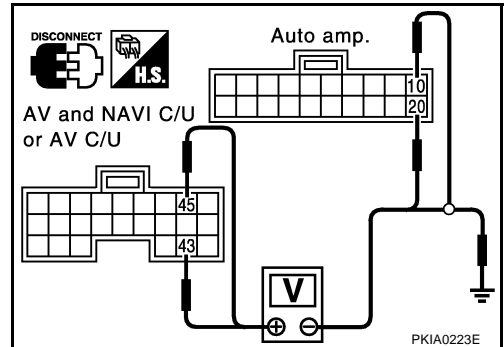 DISCONNECT
H.S.
Auto amp.
10
20
AV and NAVI C/U
or AV C/U
45
43
V
+ −
PKIA0223E